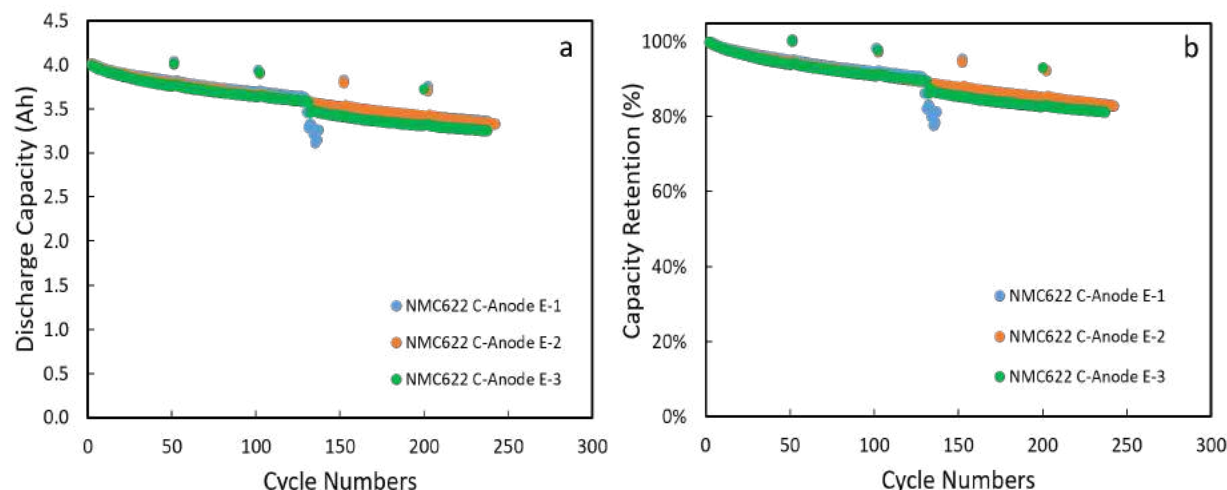 a
4.5
4.0
3.5
3.0
2.5
2.0
1.5
1.0
0.5
0.0
Discharge Capacity (Ah)
NMC622 C-Anode E-1
NMC622 C-Anode E-2
NMC622 C-Anode E-3
0 50 100 150 200 250 300
Cycle Numbers
b
100%
80%
60%
40%
20%
0%
Capacity Retention (%)
NMC622 C-Anode E-1
NMC622 C-Anode E-2
NMC622 C-Anode E-3
0 50 100 150 200 250 300
Cycle Numbers